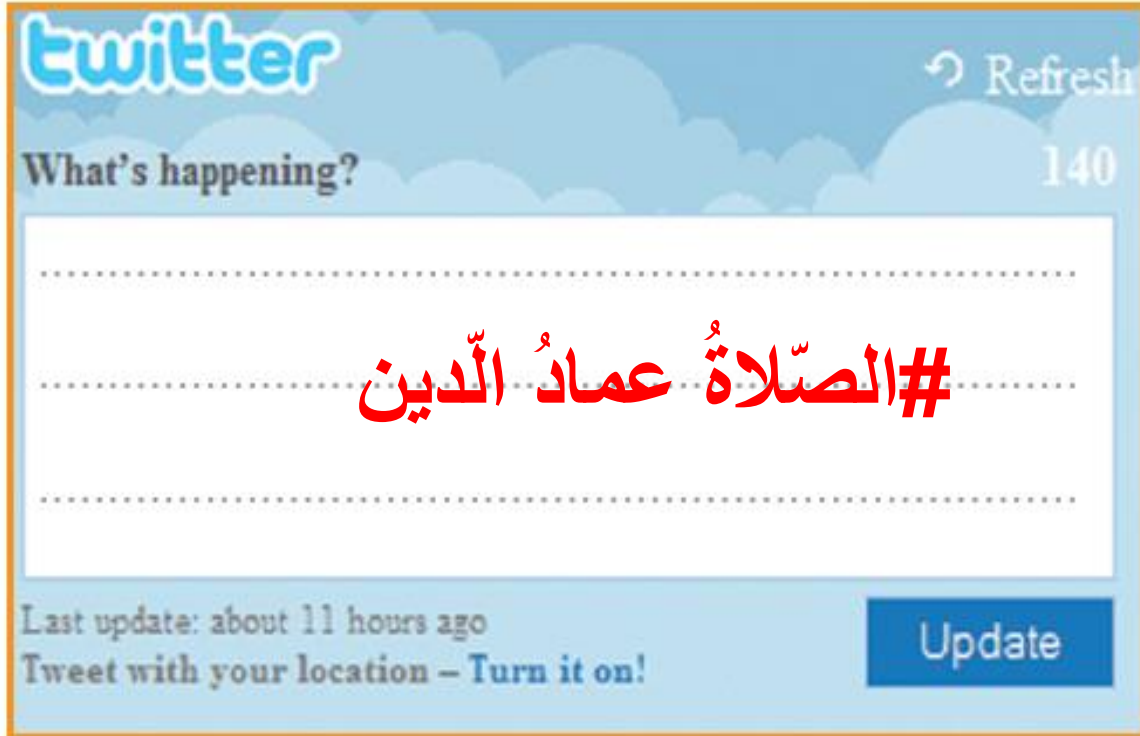 twitter
Refresh
What's happening?
140
#الصّلاةُ عمادُ الّدين
Last update: about 11 hours ago
Update
Tweet with your location – Turn it on!